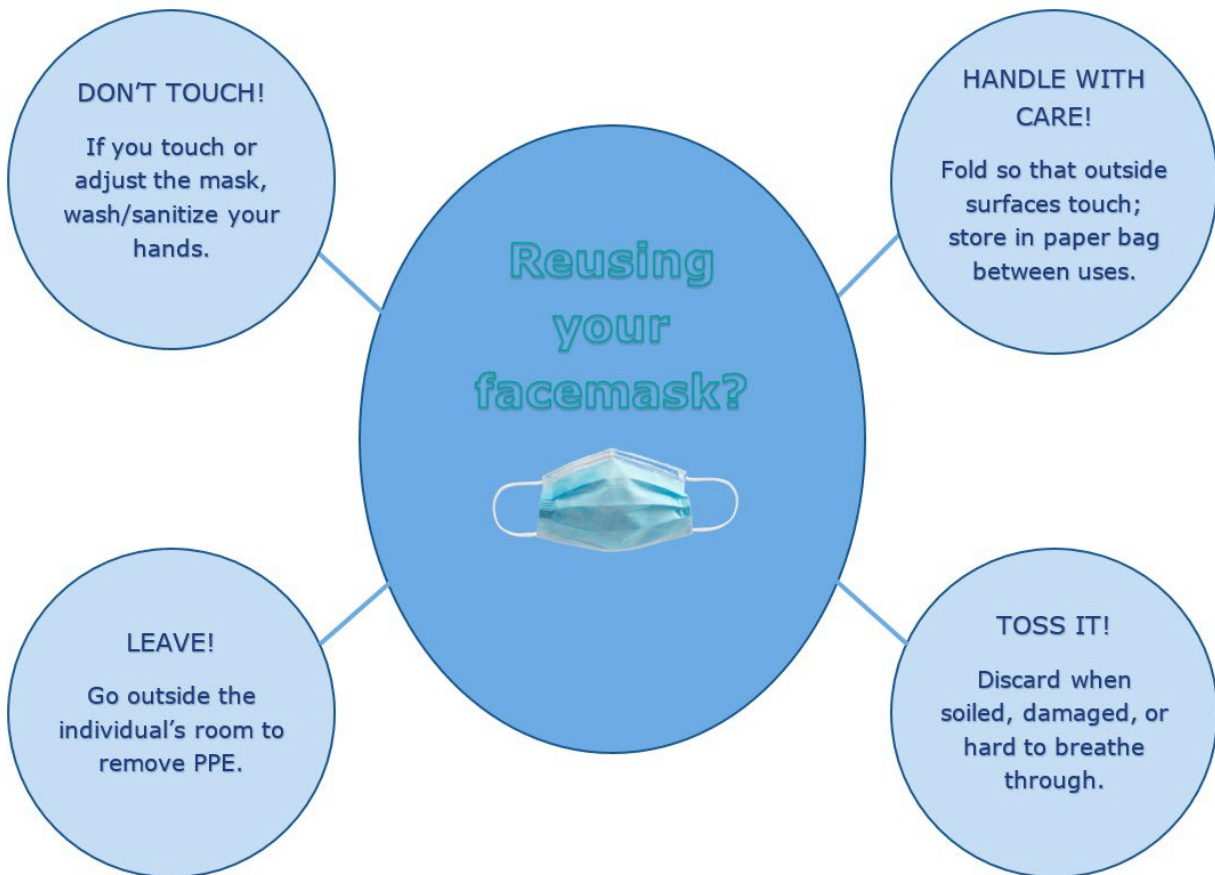 DON'T TOUCH!
If you touch or
adjust the mask,
wash/sanitize your
hands.
HANDLE WITH
CARE!
Fold so that outside
surfaces touch;
store in paper bag
between uses.
Reusing
your
facemask?
LEAVE!
Go outside the
individual's room to
remove PPE.
TOSS IT!
Discard when
soiled, damaged, or
hard to breathe
through.